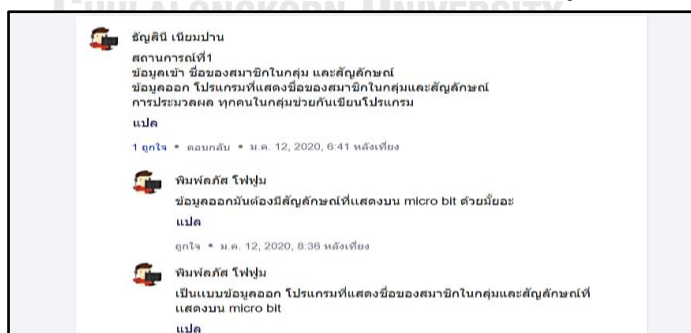 CHULALONGKORN UNIVERSITY
ธัญสินี เนียมปาน
สถานการณ์ที่1
ข้อมูลเข้า ชื่อของสมาชิกในกลุ่ม และสัญลักษณ์
ข้อมูลออก โปรแกรมที่แสดงชื่อของสมาชิกในกลุ่มและสัญลักษณ์
การประมวลผล ทุกคนในกลุ่มช่วยกันเขียนโปรแกรม
แปล
1 ถูกใจ • ตอบกลับ • ม.ค. 12, 2020, 6:41 หลังเที่ยง
พิมพ์ลภัส โฟฟูม
ข้อมูลออกมันต้องมีสัญลักษณ์ที่แสดงบน micro bit ด้วยมั้ยอะ
แปล
ถูกใจ • ม.ค. 12, 2020, 8:36 หลังเที่ยง
พิมพ์ลภัส โฟฟูม
เป็นแบบข้อมูลออก โปรแกรมที่แสดงชื่อของสมาชิกในกลุ่มและสัญลักษณ์ที่
แสดงบน micro bit
แปล